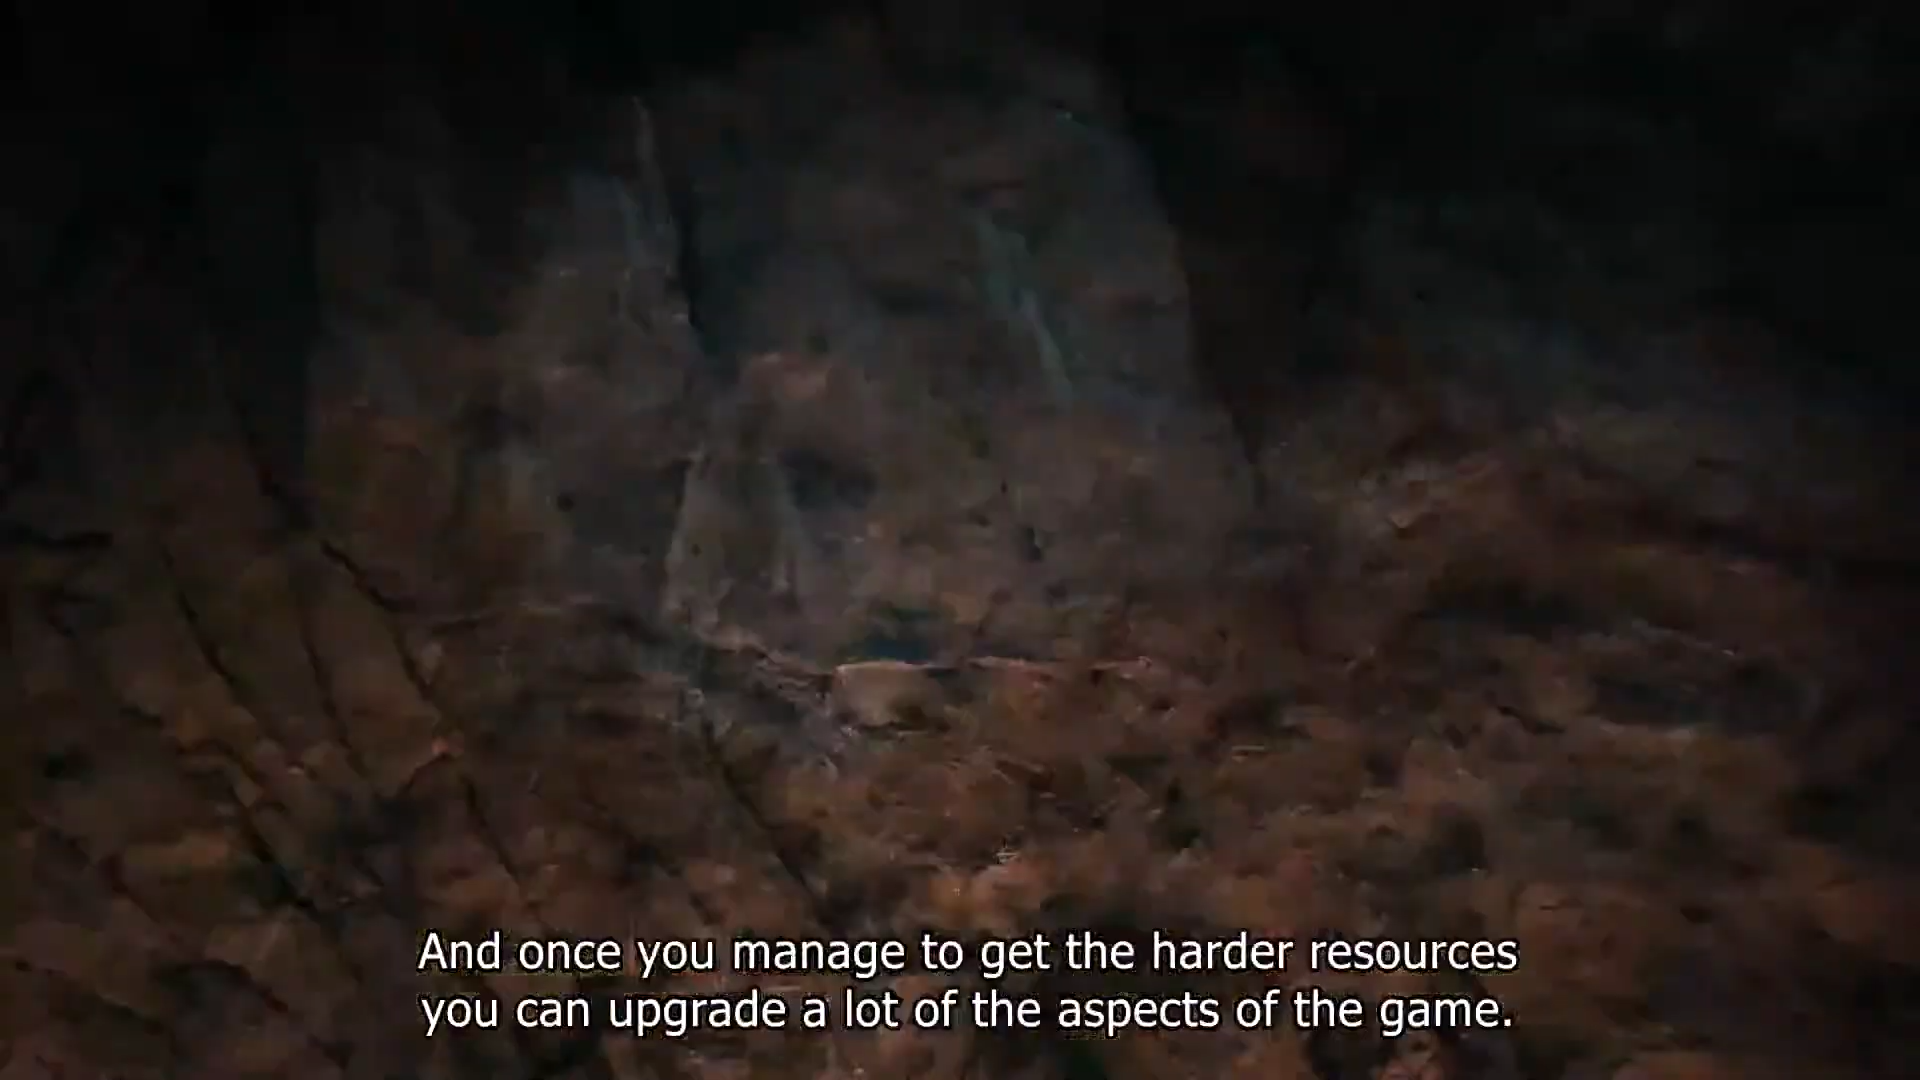 And once you manage to get the harder resources
you can upgrade a lot of the aspects of the game.